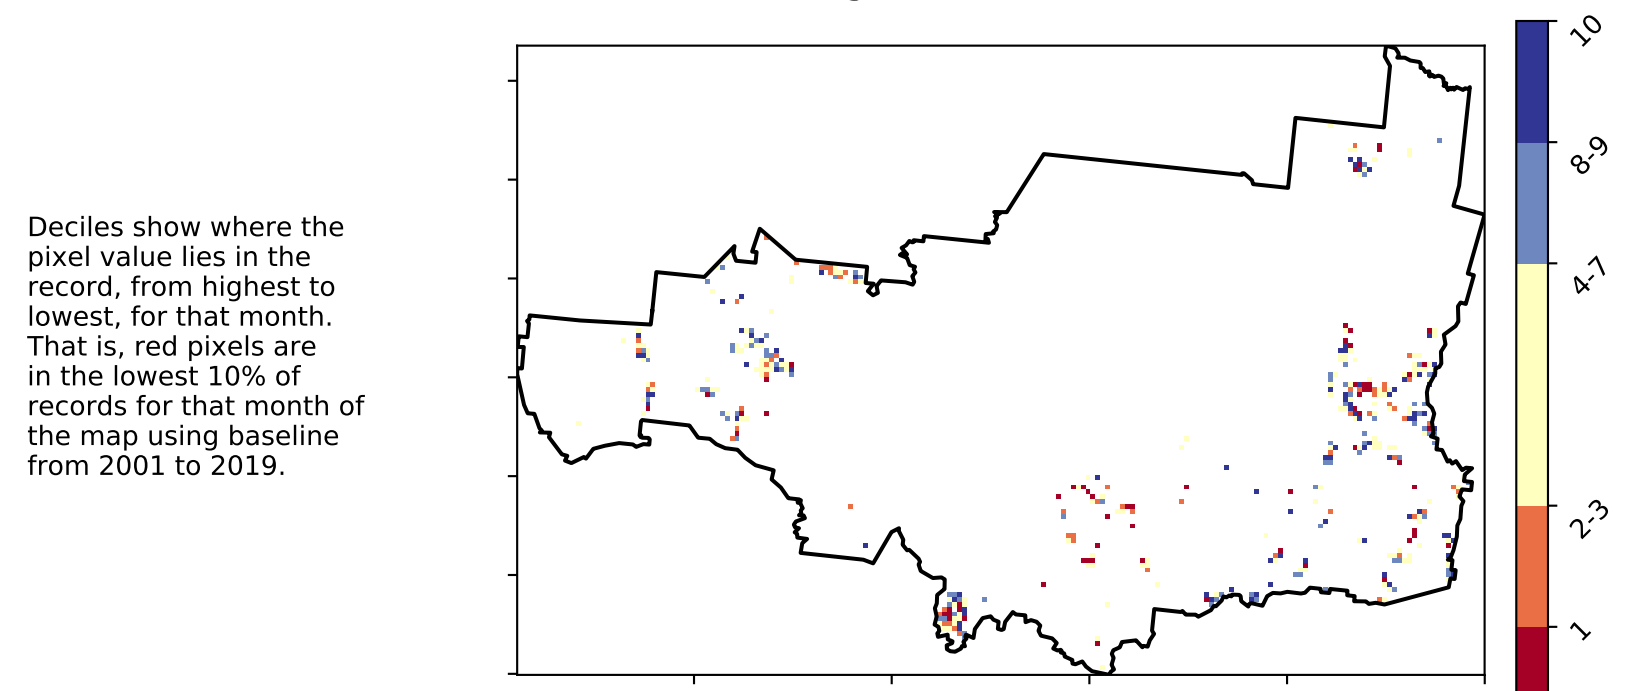 Deciles show where the
pixel value lies in the
record, from highest to
lowest, for that month.
That is, red pixels are
in the lowest 10% of
records for that month of
the map using baseline
from 2001 to 2019.
10
8-9
4-7
2-3
1